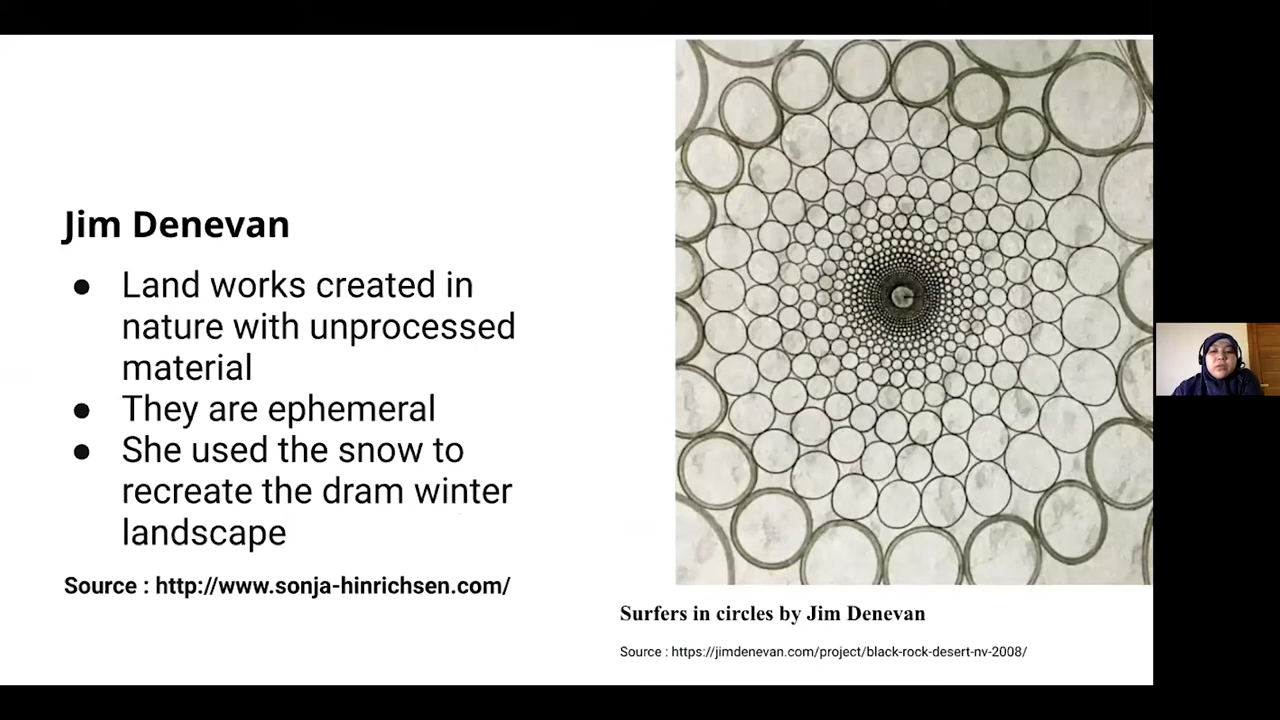 Jim Denevan
● Land works created in
nature with unprocessed
material
● They are ephemeral
● She used the snow to
recreate the dram winter
landscape
Source : http://www.sonja-hinrichsen.com/
Surfers in circles by Jim Denevan
Source : https://jimdenevan.com/project/black-rock-desert-nv-2008/